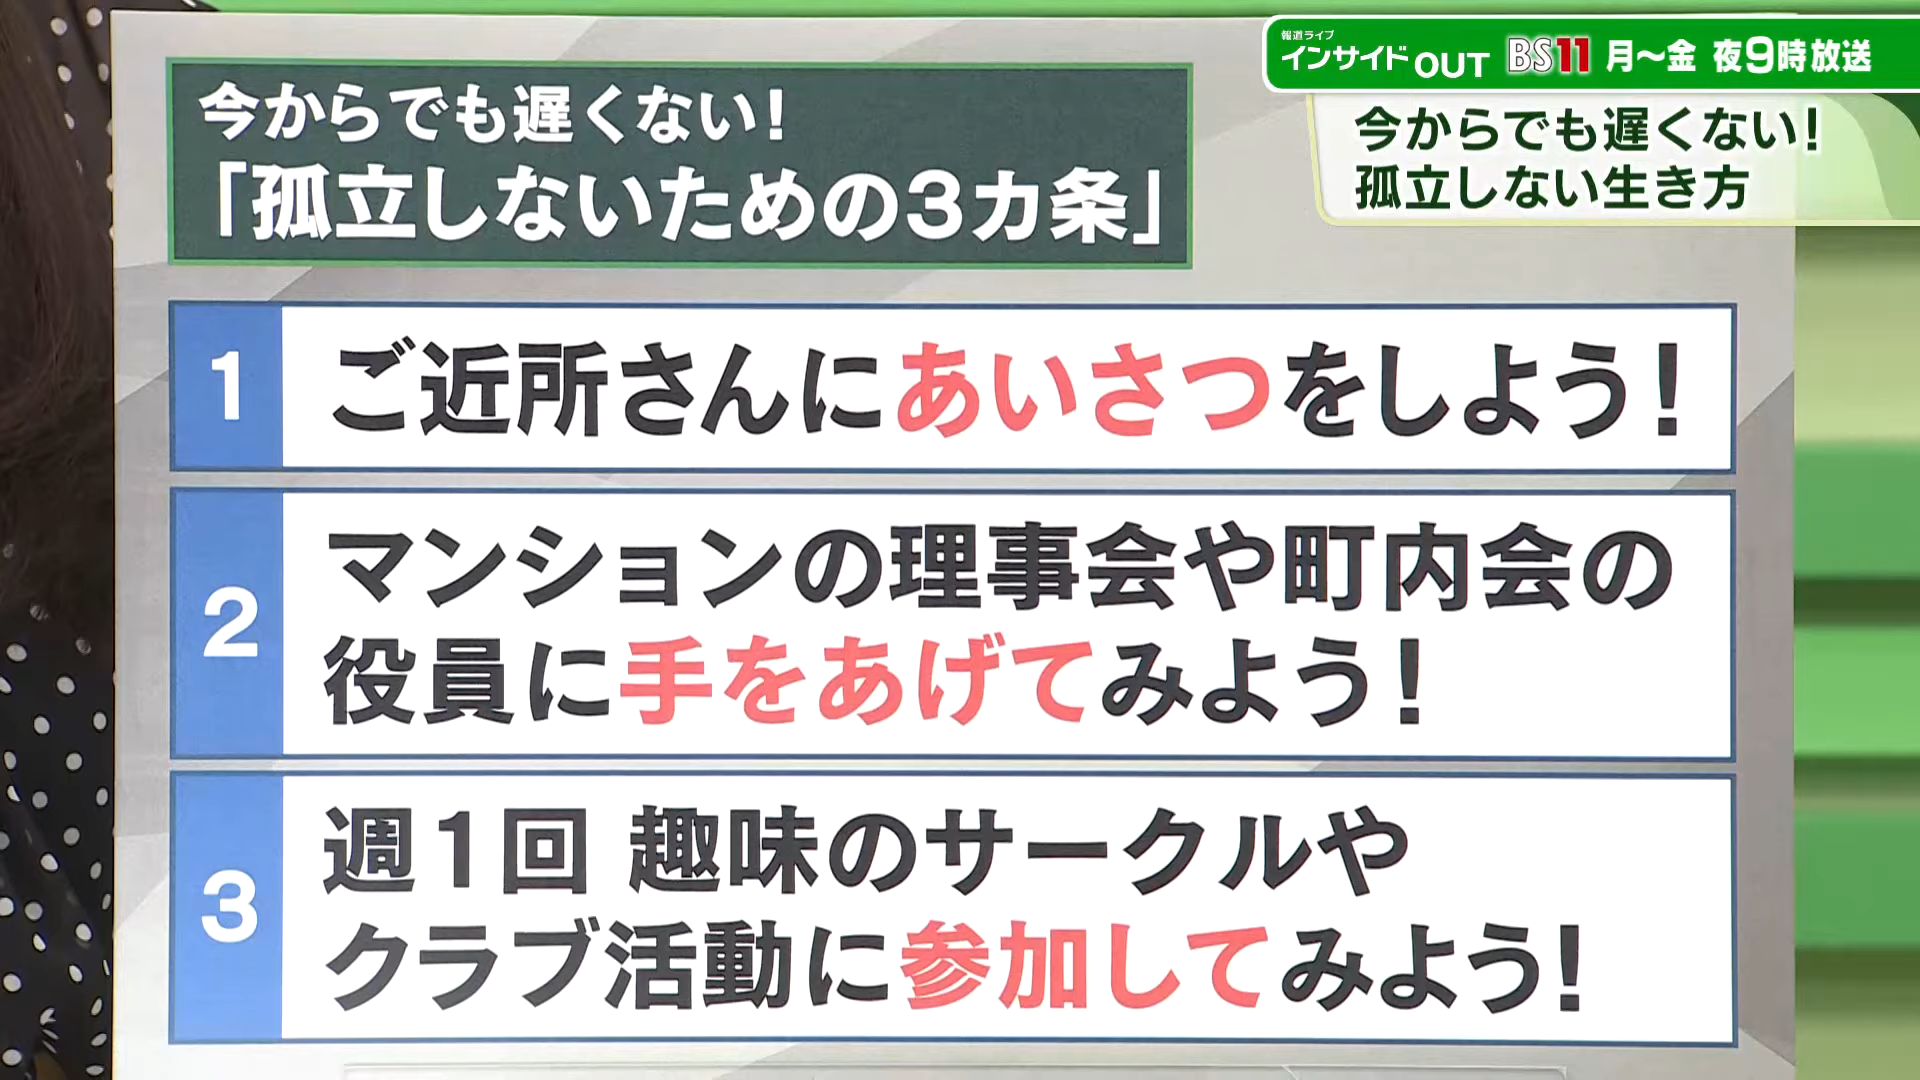 報道ライブ
インサイドOUT BS11 月~金 夜9時放送
今からでも遅くない!
孤立しない生き方
今からでも遅くない!
「孤立しないための3カ条」
1 ご近所さんにあいさつをしよう!
2 マンションの理事会や町内会の
役員に手をあげてみよう!
3 週1回 趣味のサークルや
クラブ活動に参加してみよう!